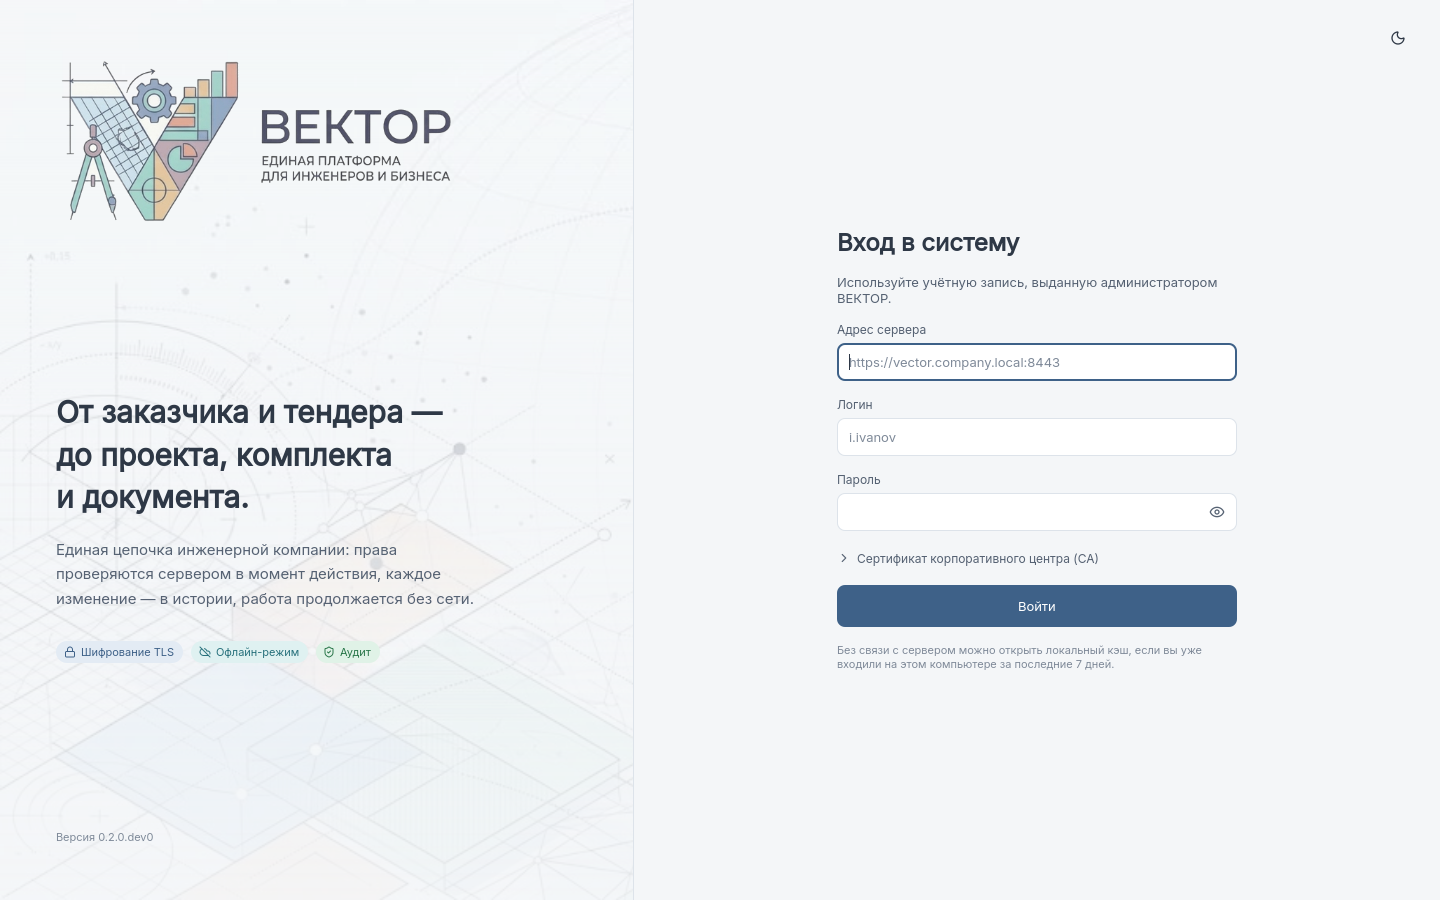 ВЕКТОР
ЕДИНАЯ ПЛАТФОРМА
ДЛЯ ИНЖЕНЕРОВ И БИЗНЕСА
От заказчика и тендера —
до проекта, комплекта
и документа.
Единая цепочка инженерной компании: права
проверяются сервером в момент действия, каждое
изменение — в истории, работа продолжается без сети.
Шифрование TLS
Офлайн-режим
Аудит
Версия 0.2.0.dev0
Вход в систему
Используйте учётную запись, выданную администратором
ВЕКТОР.
Адрес сервера
https://vector.company.local:8443
Логин
i.ivanov
Пароль
Сертификат корпоративного центра (CA)
Войти
Без связи с сервером можно открыть локальный кэш, если вы уже
входили на этом компьютере за последние 7 дней.